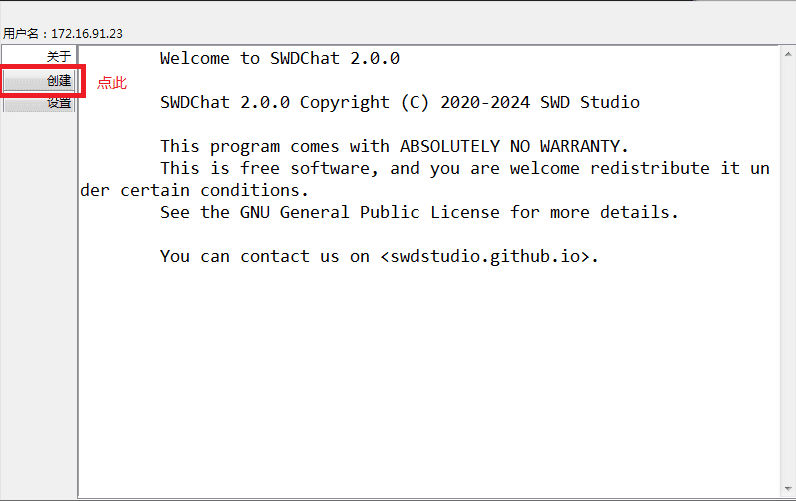 用户名：172.16.91.23
关于
创建
点此
设置
Welcome to SWDChat 2.0.0
SWDChat 2.0.0 Copyright (C) 2020-2024 SWD Studio
This program comes with ABSOLUTELY NO WARRANTY.
This is free software, and you are welcome redistribute it un
der certain conditions.
See the GNU General Public License for more details.
You can contact us on <swdstudio.github.io>.